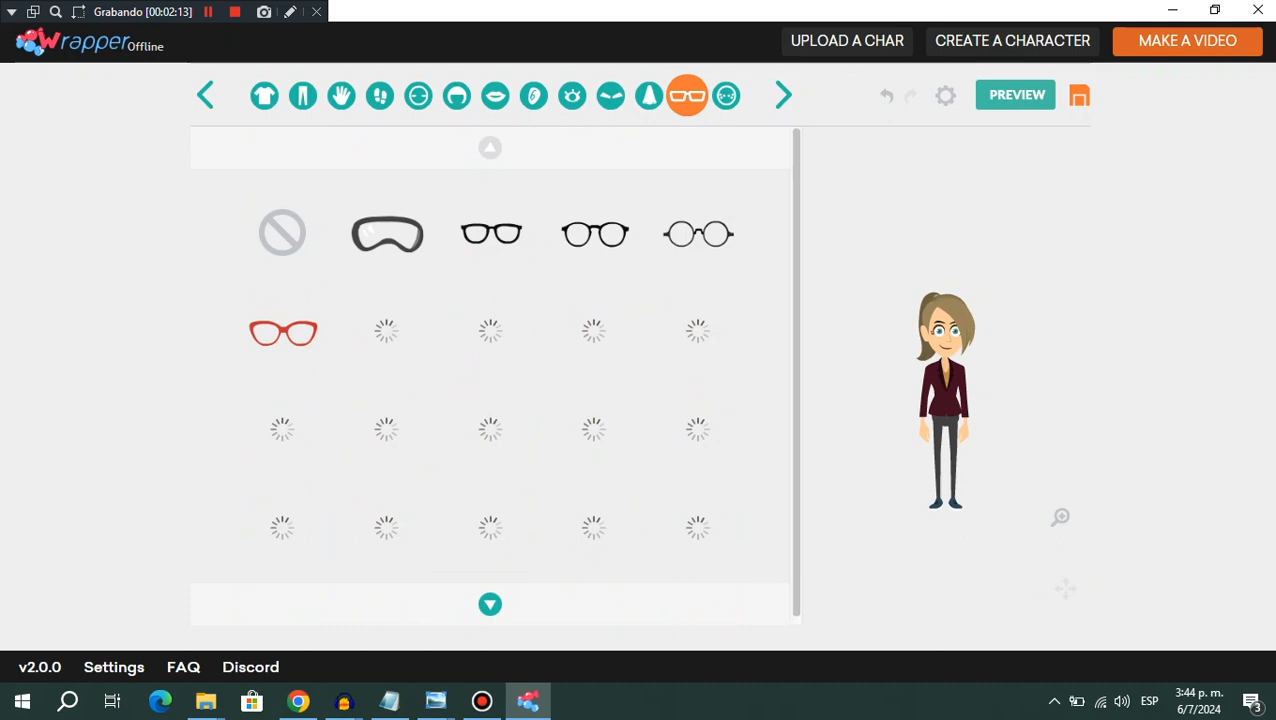 Grabando [00:02:13]
Wrapper Offline
UPLOAD A CHAR
CREATE A CHARACTER
MAKE A VIDEO
PREVIEW
v2.0.0
Settings
FAQ
Discord
ESP
3:44 p. m.
6/7/2024
3